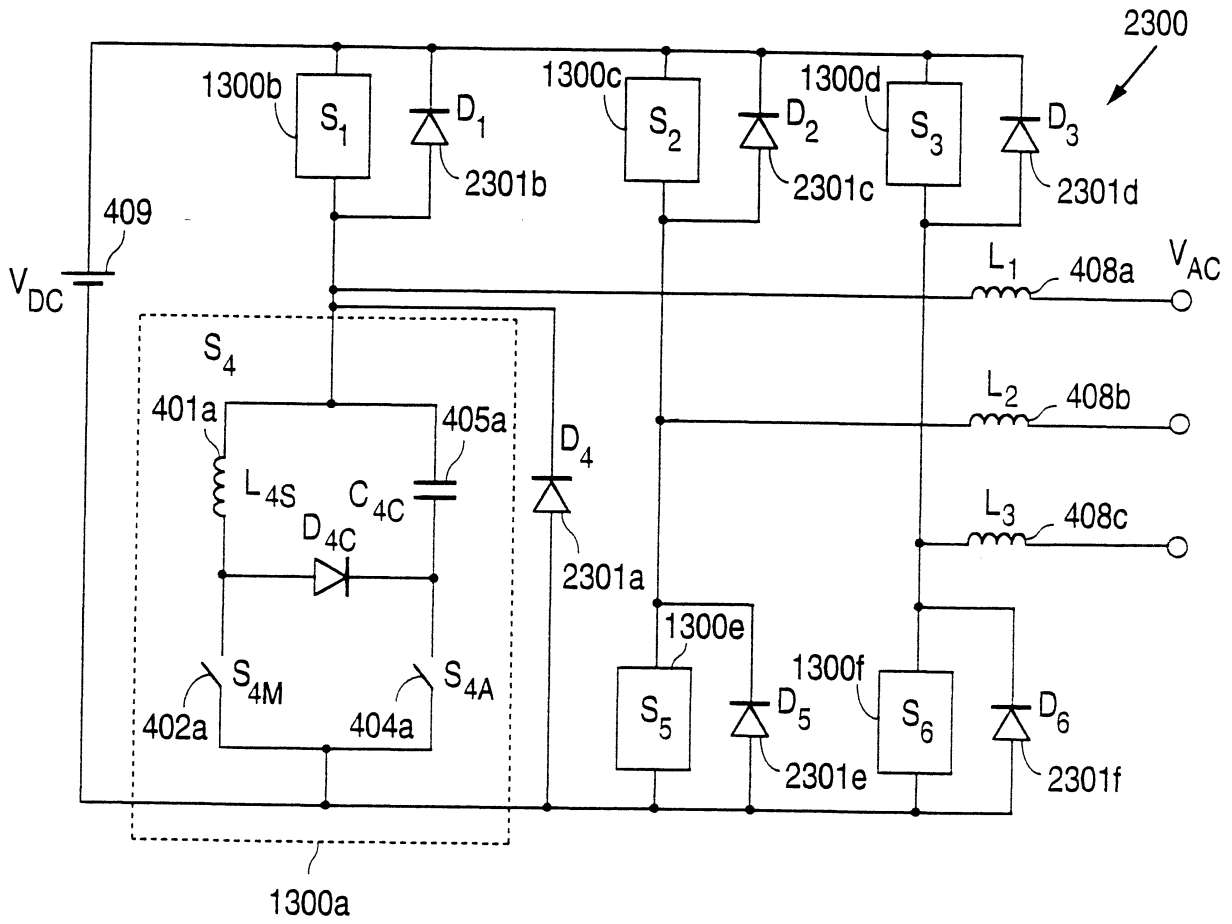 2300
1300b
S1
D1
2301b
1300c
S2
D2
2301c
1300d
S3
D3
2301d
409
VDC
L1
408a
VAC
S4
401a
L4S
405a
C4C
D4C
D4
2301a
L2
408b
L3
408c
S4M
402a
S4A
404a
1300e
S5
D5
2301e
1300f
S6
D6
2301f
1300a